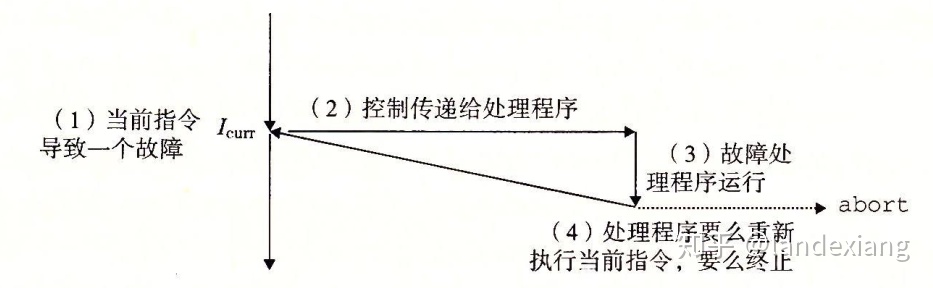 （1）当前指令
导致一个故障
I curr
（2）控制传递给处理程序
（3）故障处
理程序运行
abort
（4）处理程序要么重新
执行当前指令，要么终止
知乎 @landexiang